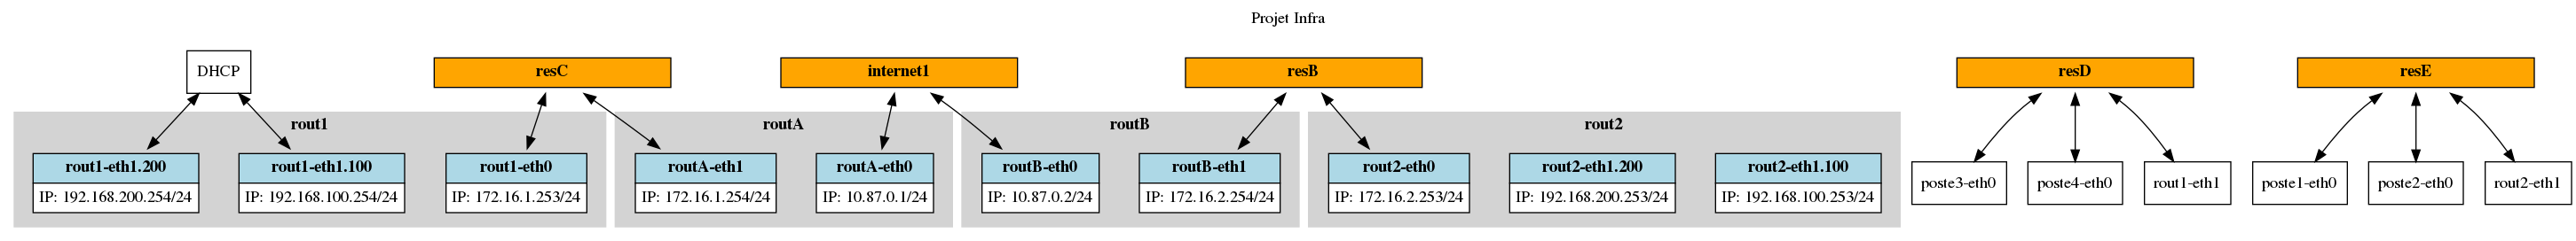 Projet Infra
DHCP
resC
internet1
resB
resD
resE
rout1
routA
routB
rout2
rout1-eth1.200
IP: 192.168.200.254/24
rout1-eth1.100
IP: 192.168.100.254/24
rout1-eth0
IP: 172.16.1.253/24
routA-eth1
IP: 172.16.1.254/24
routA-eth0
IP: 10.87.0.1/24
routB-eth0
IP: 10.87.0.2/24
routB-eth1
IP: 172.16.2.254/24
rout2-eth0
IP: 172.16.2.253/24
rout2-eth1.200
IP: 192.168.200.253/24
rout2-eth1.100
IP: 192.168.100.253/24
poste3-eth0
poste4-eth0
rout1-eth1
poste1-eth0
poste2-eth0
rout2-eth1